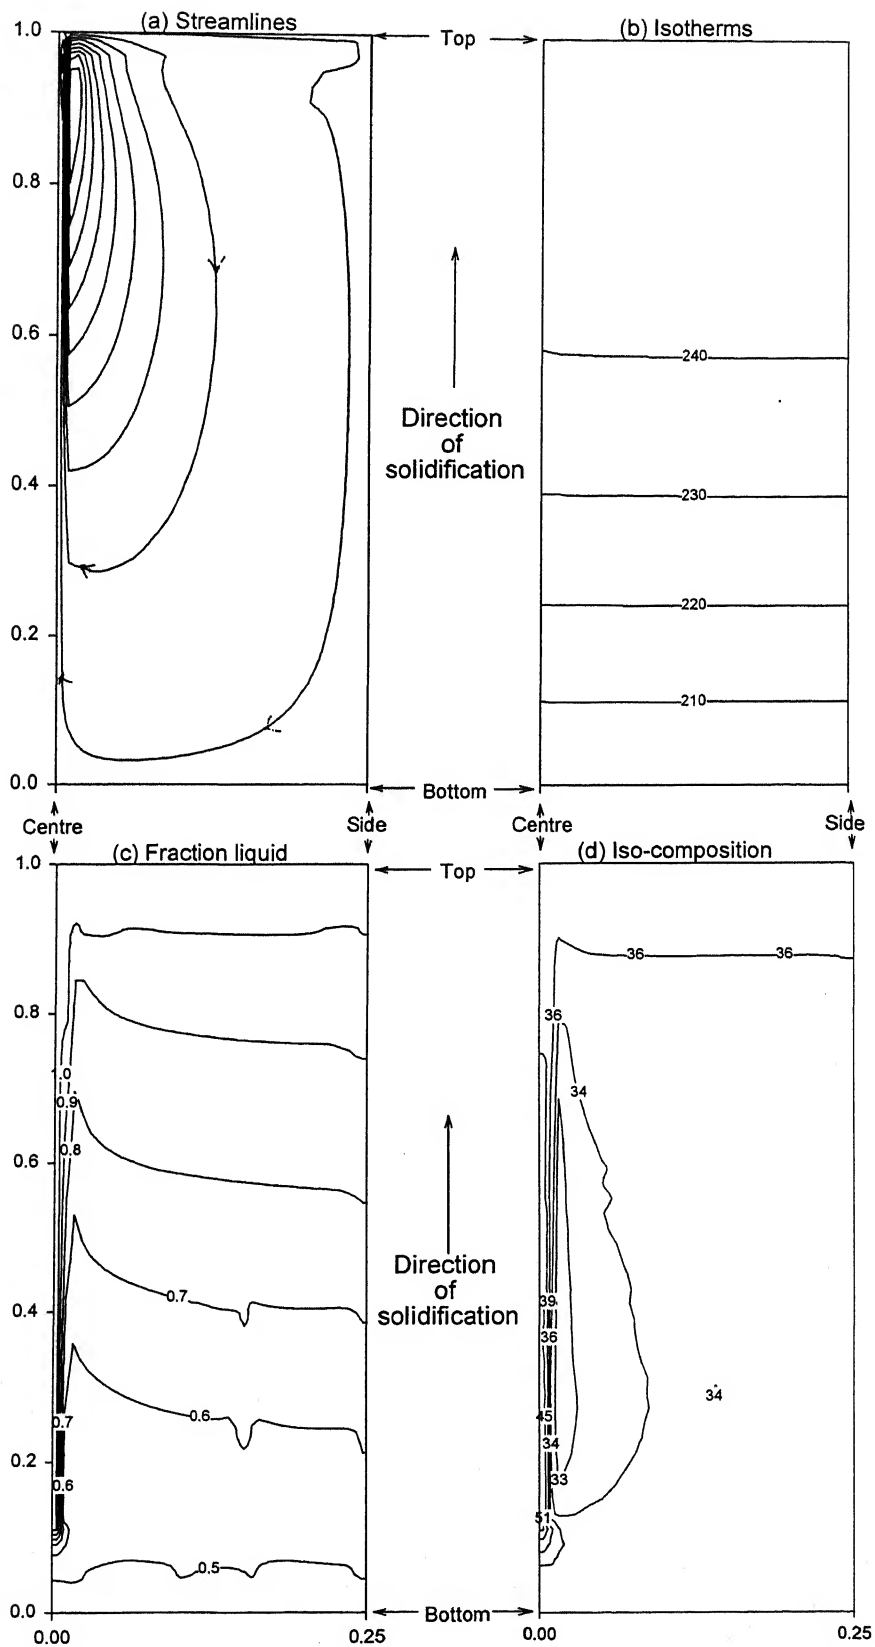 (a) Streamlines
(b) Isotherms
1.0
Top
0.8
0.6
240
Direction
of
solidification
0.4
230
220
0.2
210
0.0
Bottom
Centre
Side
Centre
Side
(c) Fraction liquid
(d) Iso-composition
1.0
Top
36
36
0.8
36
.0
0.9
34
0.8
0.6
Direction
of
solidification
0.7
39
0.4
36
34
0.6
0.7
45
34
0.2
0.6
33
51
0.5
0.0
Bottom
0.00
0.25
0.00
0.25